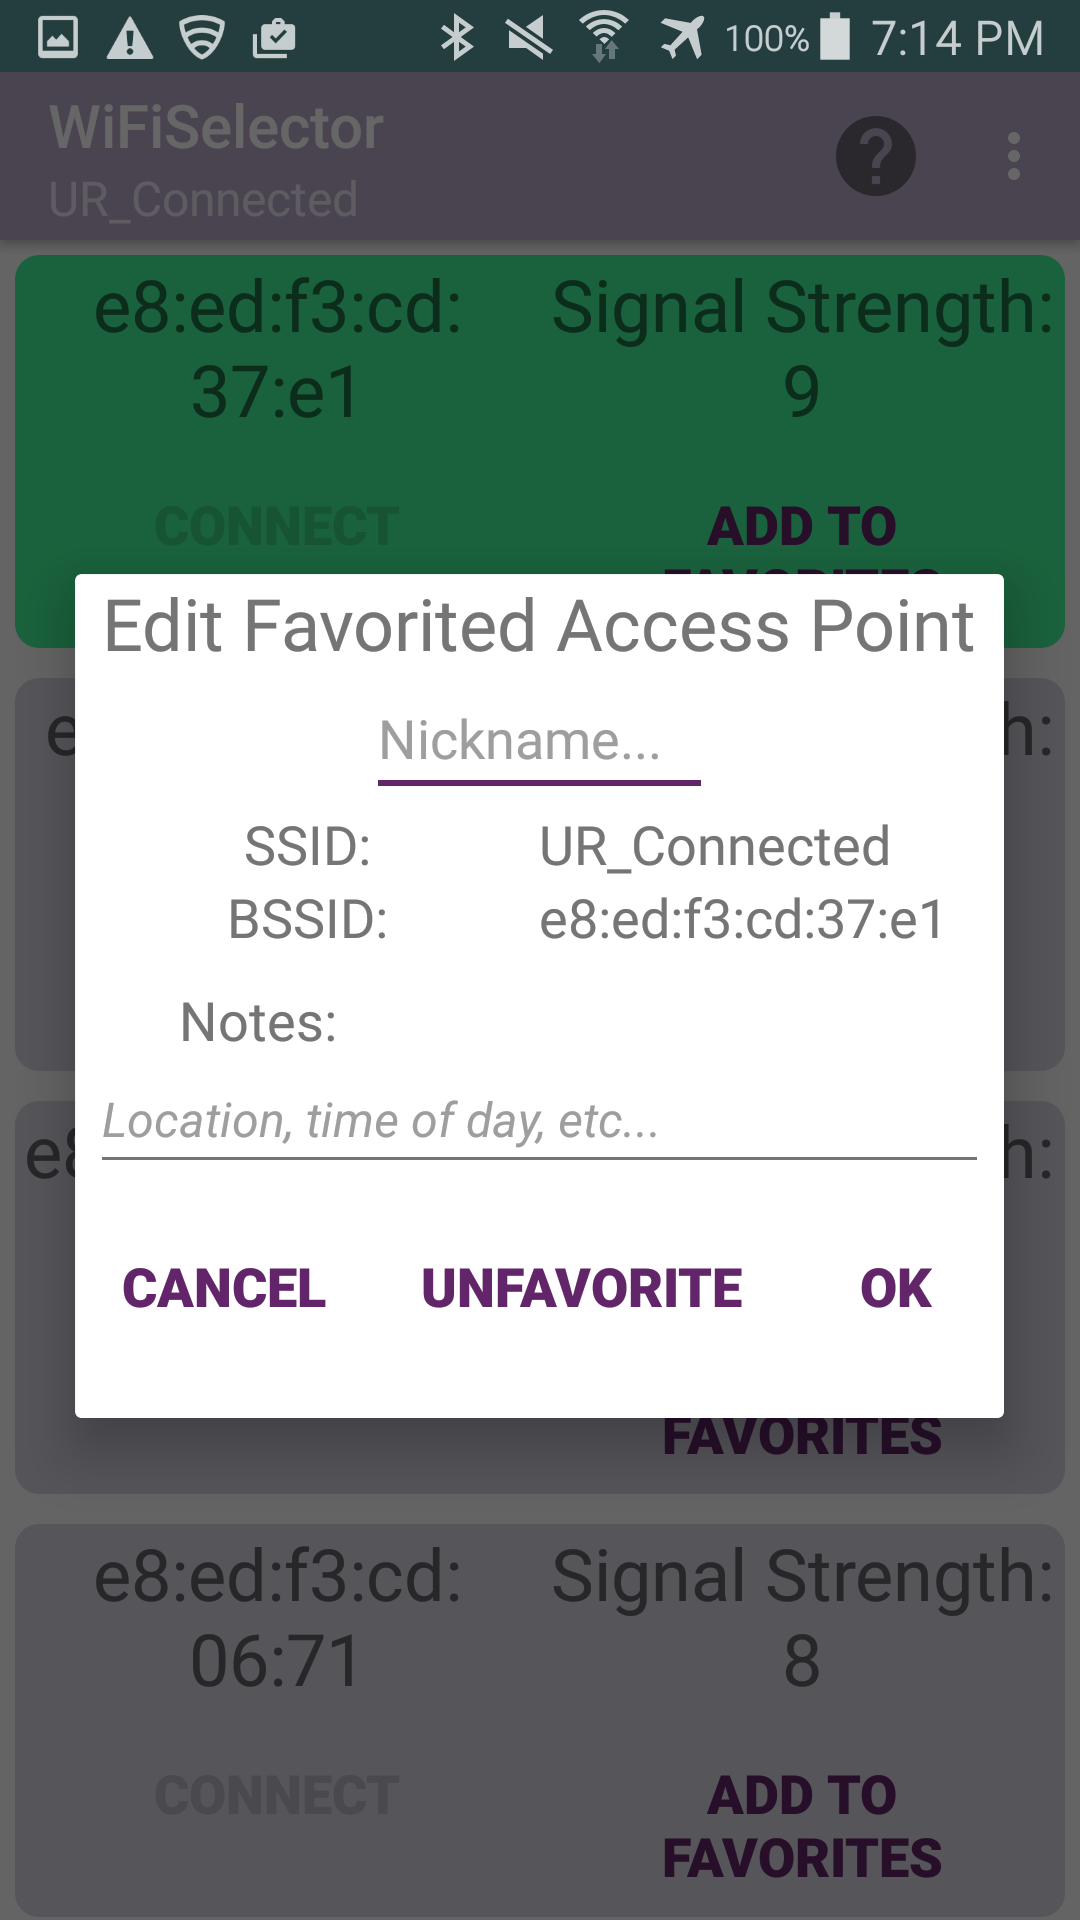 100% 7:14 PM
WiFiSelector
UR_Connected
e8:ed:f3:cd:
37:e1
Signal Strength:
9
CONNECT
ADD TO
Edit Favorited Access Point
Nickname...
SSID: UR_Connected
BSSID: e8:ed:f3:cd:37:e1
Notes:
Location, time of day, etc...
CANCEL UNFAVORITE OK
FAVORITES
e8:ed:f3:cd:
06:71
Signal Strength:
8
CONNECT
ADD TO
FAVORITES